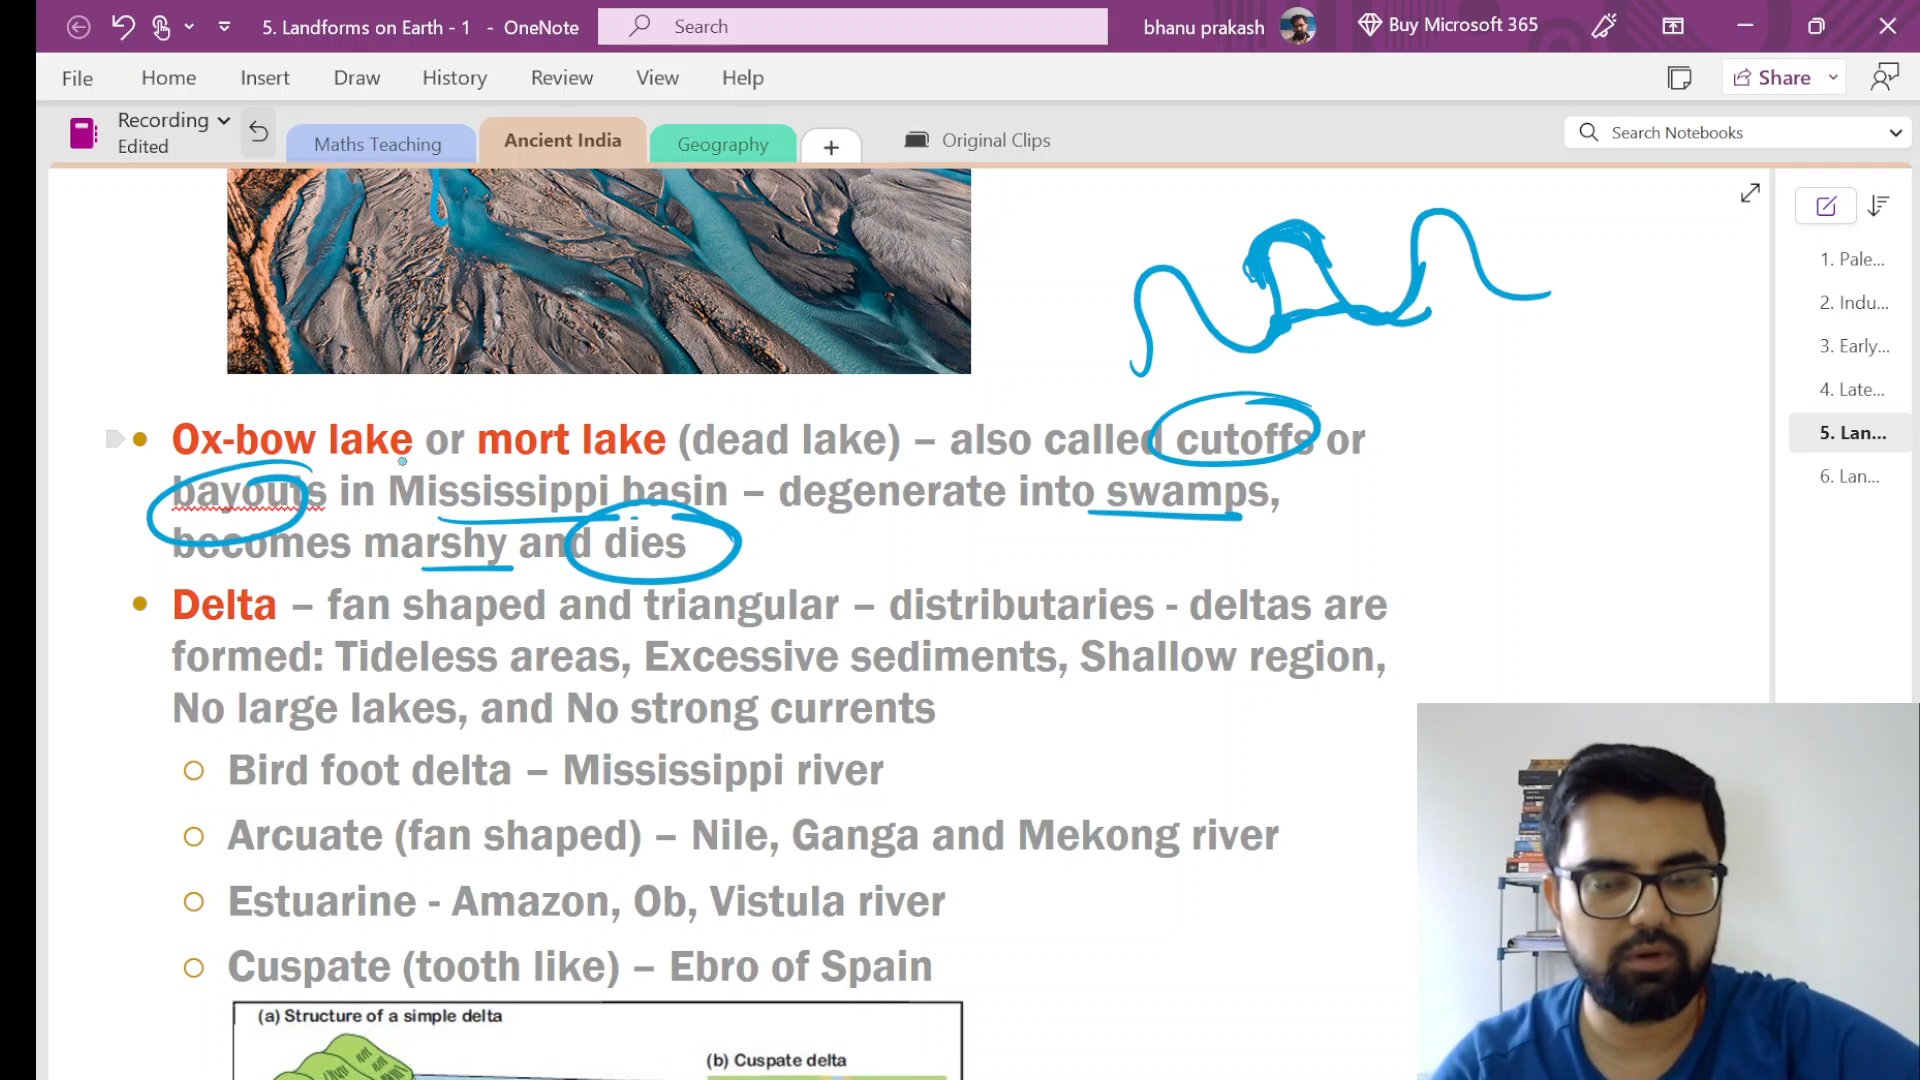 5. Landforms on Earth - 1 - OneNote
Search
bhanu prakash
Buy Microsoft 365
File Home Insert Draw History Review View Help
Share
Recording
Edited
Maths Teaching
Ancient India
Geography
+
Original Clips
Search Notebooks
1. Pale...
2. Indu...
3. Early...
4. Late...
5. Lan...
6. Lan...
Ox-bow lake or mort lake (dead lake) – also called cutoffs or
bayouts in Mississippi basin – degenerate into swamps,
becomes marshy and dies
Delta – fan shaped and triangular – distributaries - deltas are
formed: Tideless areas, Excessive sediments, Shallow region,
No large lakes, and No strong currents
Bird foot delta – Mississippi river
Arcuate (fan shaped) – Nile, Ganga and Mekong river
Estuarine - Amazon, Ob, Vistula river
Cuspate (tooth like) – Ebro of Spain
(a) Structure of a simple delta
(b) Cuspate delta